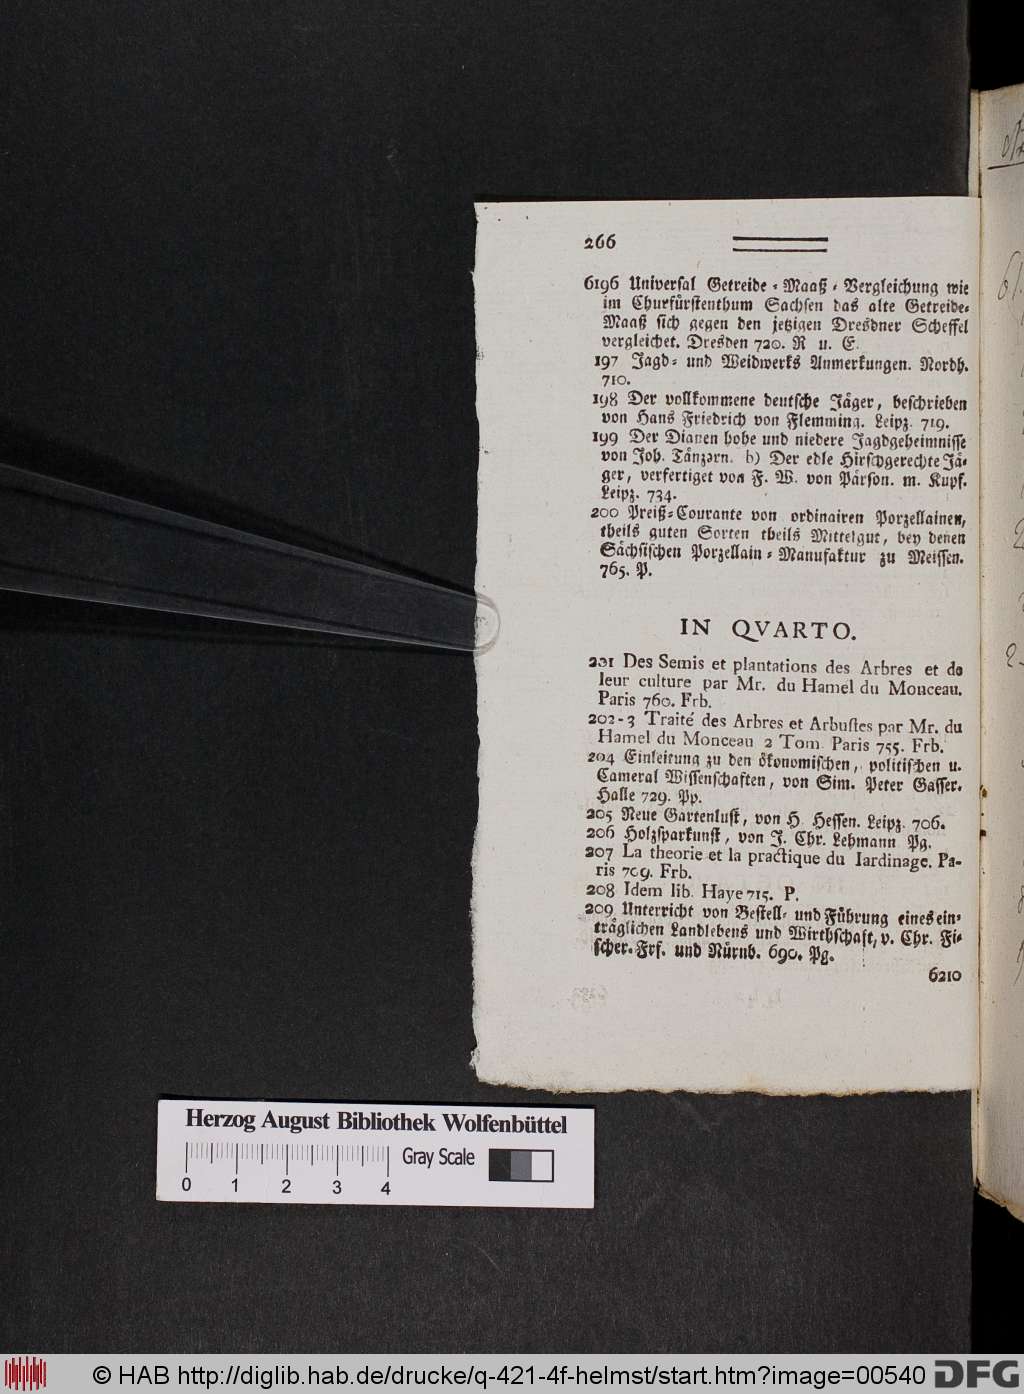 266
6196 Universal Getreide-Maaß-Vergleichung wie
im Churfürstenthum Sachsen das alte Getreide-
Maaß sich gegen den jetzigen Dresdner Scheffel
vergleichet. Dresden 720. R u. E.
197 Jagd- und Weidwerks Anmerkungen. Nordh.
710.
198 Der vollkommene deutsche Jäger, beschrieben
von Hans Friedrich von Flemming. Leipz. 719.
199 Der Dianen hohe und niedere Jagdgeheimnisse
von Joh. Tänzern. b) Der edle Hirschgerechte Jä-
ger, verfertiget von F. W. von Pärson. m. Kupf.
Leipz. 734.
200 Preiß-Courante von ordinairen Porzellainen,
theils guten Sorten theils Mittelgut, bey denen
Sächsischen Porzellain-Manufaktur zu Meissen.
765. P.
IN QVARTO.
201 Des Semis et plantations des Arbres et de
leur culture par Mr. du Hamel du Monceau.
Paris 760. Frb.
202-3 Traité des Arbres et Arbustes par Mr. du
Hamel du Monceau 2 Tom. Paris 755. Frb.
204 Einleitung zu den ökonomischen, politischen u.
Cameral Wissenschaften, von Sim. Peter Gasser.
Halle 729. Pp.
205 Neue Gartenlust, von H. Hessen. Leipz. 706.
206 Holzsparkunst, von J. Chr. Lehmann Pg.
207 La theorie et la practique du Iardinage. Pa-
ris 709. Frb.
208 Idem lib. Haye 715. P.
209 Unterricht von Bestell- und Führung eines ein-
träglichen Landlebens und Wirthschaft, v. Chr. Fi-
scher. Frf. und Nürnb. 690. Pg.
6210
Herzog August Bibliothek Wolfenbüttel
Gray Scale
0 1 2 3 4
© HAB http://diglib.hab.de/drucke/q-421-4f-helmst/start.htm?image=00540 DFG